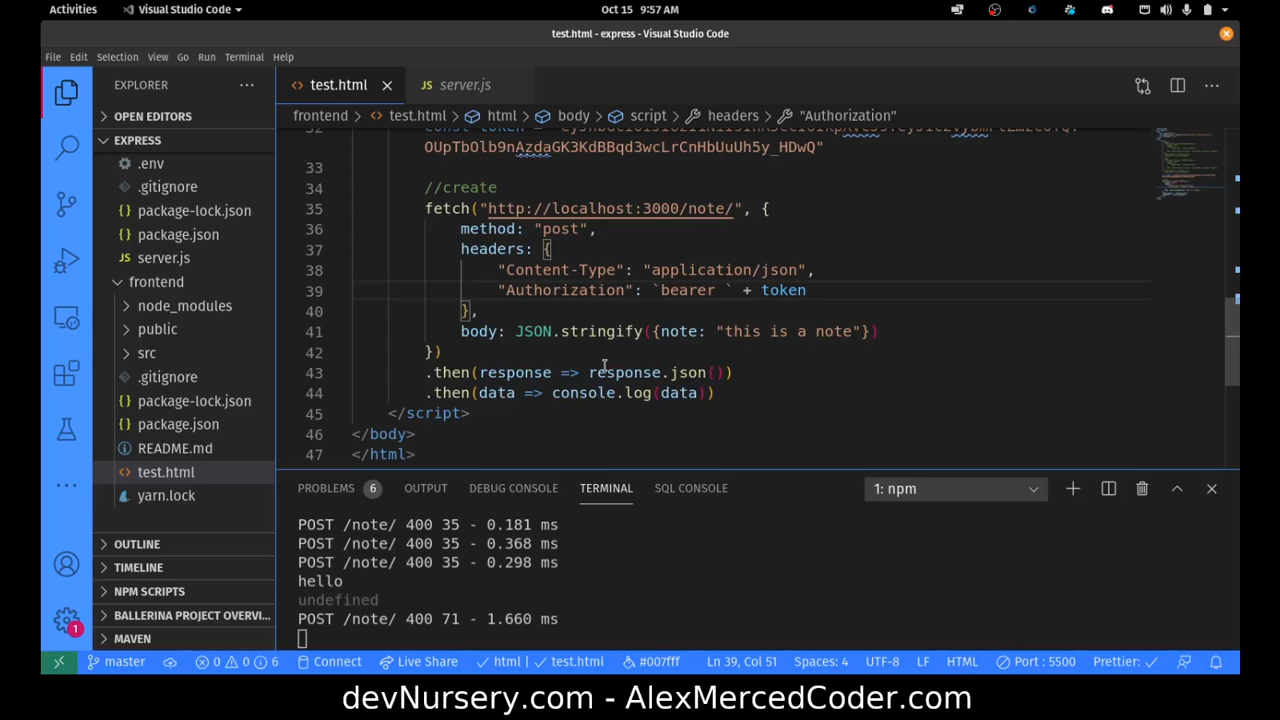 Activities
Visual Studio Code
Oct 15 9:57 AM
test.html - express - Visual Studio Code
File Edit Selection View Go Run Terminal Help
EXPLORER
OPEN EDITORS
EXPRESS
.env
.gitignore
package-lock.json
package.json
server.js
frontend
node_modules
public
src
.gitignore
package-lock.json
package.json
README.md
test.html
yarn.lock
OUTLINE
TIMELINE
NPM SCRIPTS
BALLERINA PROJECT OVERVI...
MAVEN
test.html
JS server.js
frontend > test.html > html > body > script > headers > "Authorization"
32 const token =
OUpTbOlb9nAzdaGK3KdBBqd3wcLrCnHbUuUh5y_HDwQ"
33
34 //create
35 fetch("http://localhost:3000/note/", {
36 method: "post",
37 headers: {
38 "Content-Type": "application/json",
39 "Authorization": `bearer ` + token
40 },
41 body: JSON.stringify({note: "this is a note"})
42 })
43 .then(response => response.json())
44 .then(data => console.log(data))
45 </script>
46 </body>
47 </html>
PROBLEMS 6 OUTPUT DEBUG CONSOLE TERMINAL SQL CONSOLE
1: npm
POST /note/ 400 35 - 0.181 ms
POST /note/ 400 35 - 0.368 ms
POST /note/ 400 35 - 0.298 ms
hello
undefined
POST /note/ 400 71 - 1.660 ms
1
master 0 0 6 Connect Live Share html test.html #007fff Ln 39, Col 51 Spaces: 4 UTF-8 LF HTML Port : 5500 Prettier:
devNursery.com - AlexMercedCoder.com